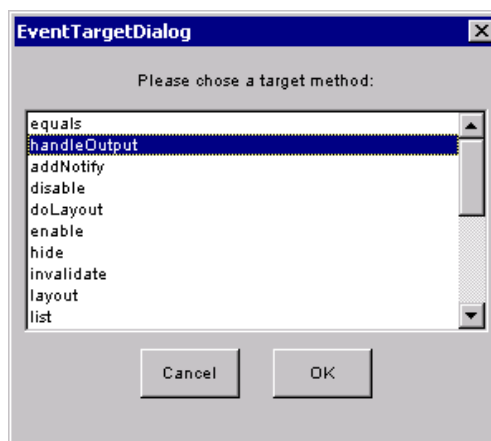 EventTargetDialog
Please chose a target method:
equals
handleOutput
addNotify
disable
doLayout
enable
hide
invalidate
layout
list
Cancel OK